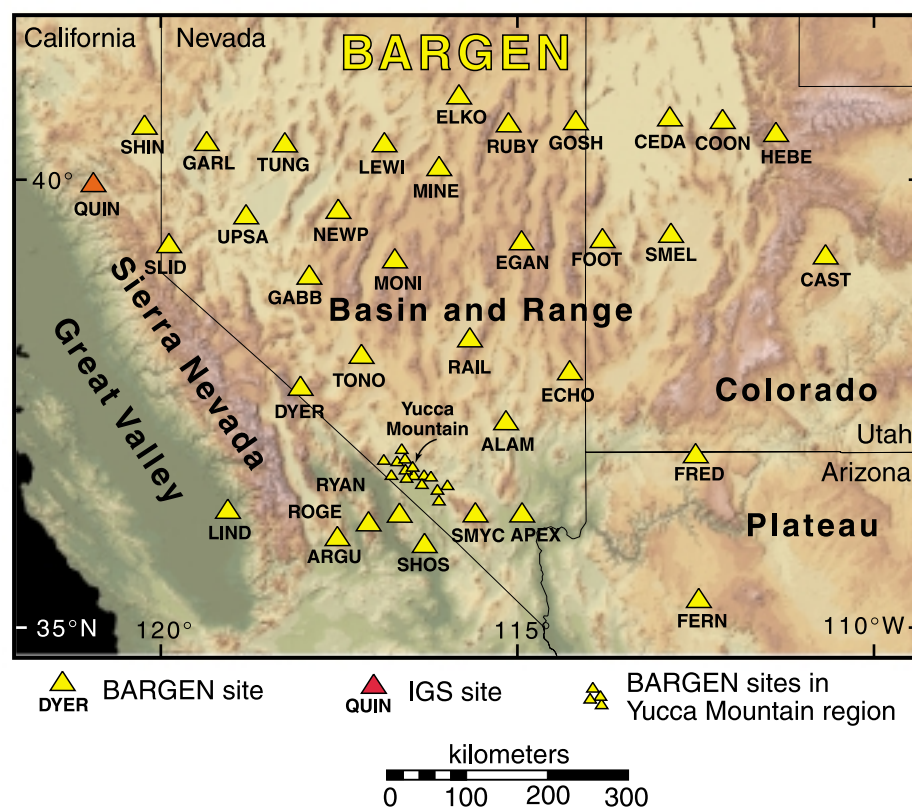 California
Nevada
BARGEN
ELKO
SHIN
GARL
TUNG
LEWI
RUBY
GOSH
CEDA
COON
HEBE
MINE
40°
QUIN
UPSA
NEWP
SLID
MONI
EGAN
FOOT
SMEL
CAST
GABB
Basin and Range
Sierra Nevada
Great Valley
RAIL
TONO
ECHO
DYER
Colorado
Yucca
Mountain
ALAM
Utah
FRED
Arizona
RYAN
ROGE
LIND
ARGU
SHOS
SMYC
APEX
Plateau
FERN
35°N
120°
115
110°W
DYER
BARGEN site
QUIN
IGS site
BARGEN sites in
Yucca Mountain region
kilometers
0 100 200 300